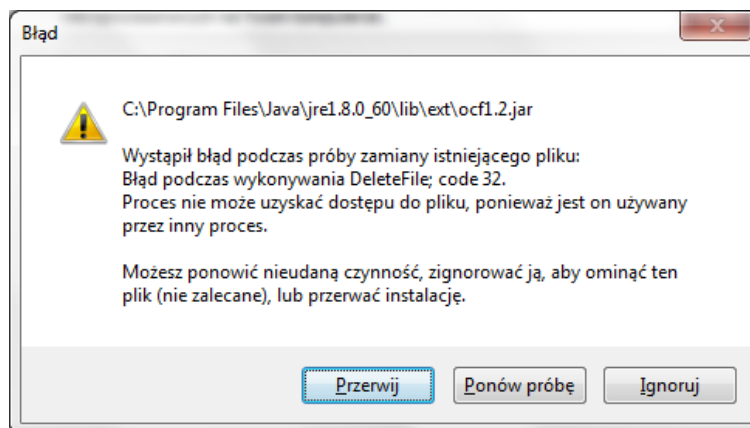 Błąd
C:\Program Files\Java\jre1.8.0_60\lib\ext\ocf1.2.jar
Wystąpił błąd podczas próby zamiany istniejącego pliku:
Błąd podczas wykonywania DeleteFile; code 32.
Proces nie może uzyskać dostępu do pliku, ponieważ jest on używany
przez inny proces.
Możesz ponowić nieudaną czynność, zignorować ją, aby ominąć ten
plik (nie zalecane), lub przerwać instalację.
Przerwij
Ponów próbę
Ignoruj